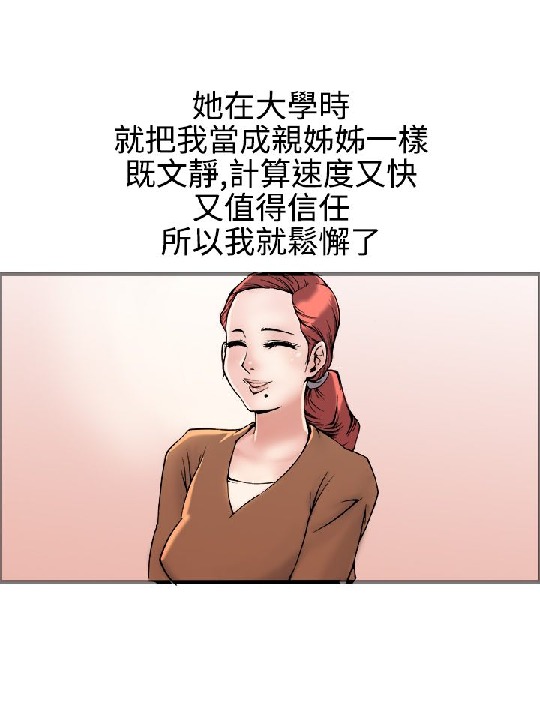 她在大學時
就把我當成親姊姊一樣
既文靜,計算速度又快
又值得信任
所以我就鬆懈了